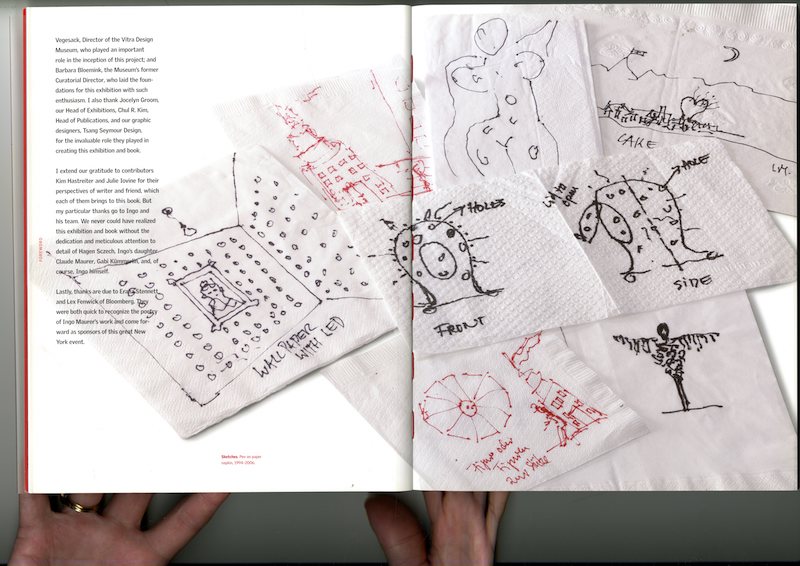 Vegesack, Director of the Vitra Design
Museum, who played an important
role in the inception of this project; and
Barbara Bloemink, the Museum's former
Curatorial Director, who laid the foun-
dations for this exhibition with such
enthusiasm. I also thank Jocelyn Groom,
our Head of Exhibitions, Chul R. Kim,
Head of Publications, and our graphic
designers, Tsang Seymour Design,
for the invaluable role they played in
creating this exhibition and book.
I extend our gratitude to contributors
Kim Hastreiter and Julie Iovine for their
perspectives of writer and friend, which
each of them brings to this book. But
my particular thanks go to Ingo and
his team. We never could have realized
this exhibition and book without the
dedication and meticulous attention to
detail of Hagen Sczech, Ingo's daughter
Claude Maurer, Gabi Kümmerlin, and, of
course, Ingo himself.
Lastly, thanks are due to Erana Stennett
and Lex Fenwick of Bloomberg. They
were both quick to recognize the poetry
of Ingo Maurer's work and come for-
ward as sponsors of this great New
York event.
FOREWORD
WALLPAPER
WITH LED
Sketches. Pen on paper
napkin, 1994–2006.
CAKE
HOLES
FRONT
HOLE
SIDE